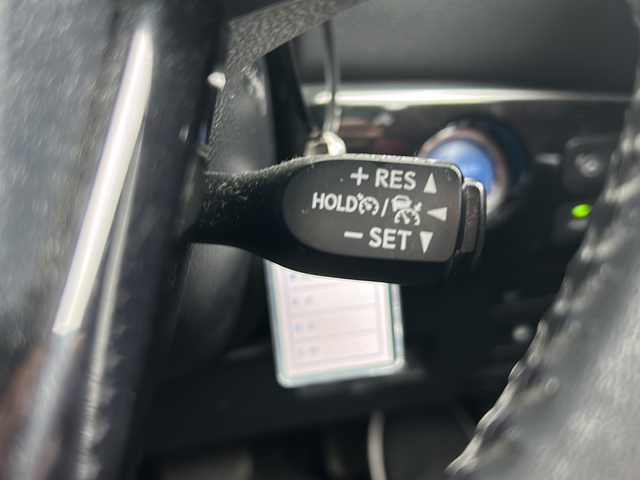 + RES ▲
HOLD / ◀
− SET ▼